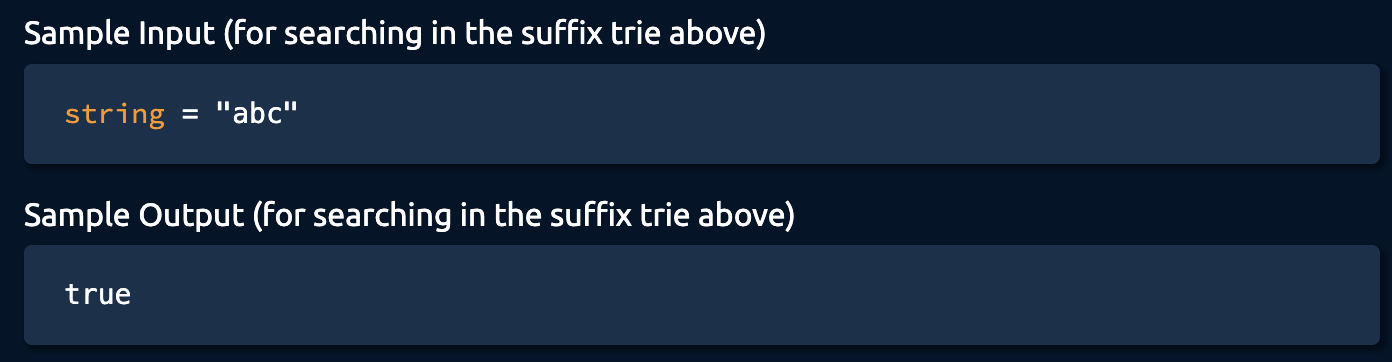 Sample Input (for searching in the suffix trie above)
string = "abc"
Sample Output (for searching in the suffix trie above)
true